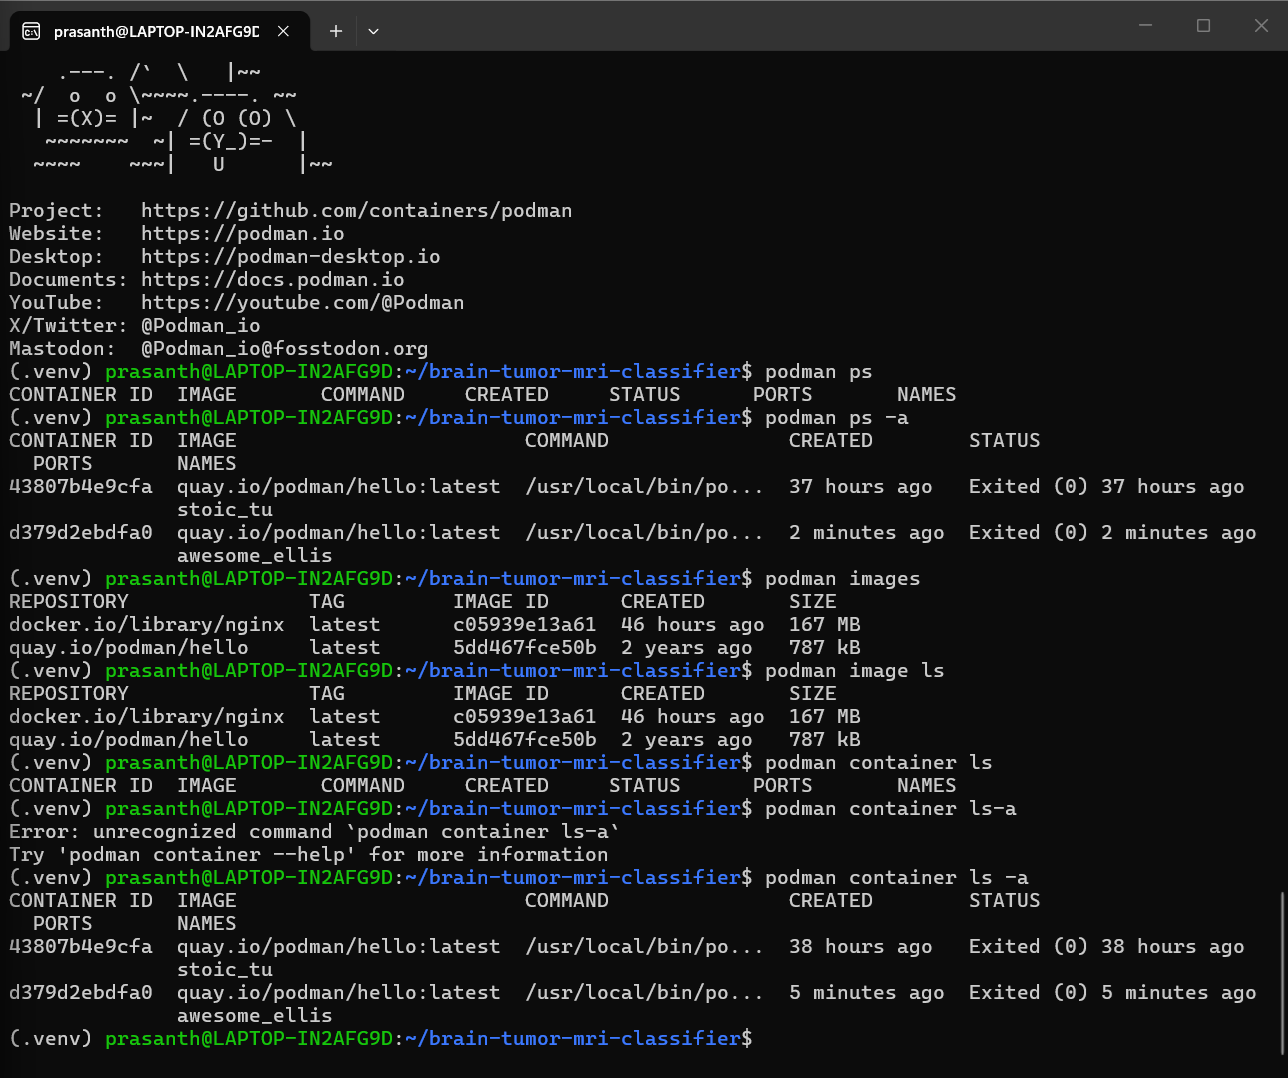 prasanth@LAPTOP-IN2AFG9D
    .---. /`  \   |~~
 ~/  o  o \~~~~.----. ~~
  | =(X)= |~  / (O (O) \
   ~~~~~~~  ~| =(Y_)=-  |
  ~~~~    ~~~|   U      |~~
Project:   https://github.com/containers/podman
Website:   https://podman.io
Desktop:   https://podman-desktop.io
Documents: https://docs.podman.io
YouTube:   https://youtube.com/@Podman
X/Twitter: @Podman_io
Mastodon:  @Podman_io@fosstodon.org
(.venv) prasanth@LAPTOP-IN2AFG9D:~/brain-tumor-mri-classifier$ podman ps
CONTAINER ID  IMAGE       COMMAND     CREATED     STATUS      PORTS       NAMES
(.venv) prasanth@LAPTOP-IN2AFG9D:~/brain-tumor-mri-classifier$ podman ps -a
CONTAINER ID  IMAGE                        COMMAND               CREATED        STATUS
  PORTS       NAMES
43807b4e9cfa  quay.io/podman/hello:latest  /usr/local/bin/po...  37 hours ago   Exited (0) 37 hours ago
              stoic_tu
d379d2ebdfa0  quay.io/podman/hello:latest  /usr/local/bin/po...  2 minutes ago  Exited (0) 2 minutes ago
              awesome_ellis
(.venv) prasanth@LAPTOP-IN2AFG9D:~/brain-tumor-mri-classifier$ podman images
REPOSITORY               TAG         IMAGE ID      CREATED       SIZE
docker.io/library/nginx  latest      c05939e13a61  46 hours ago  167 MB
quay.io/podman/hello     latest      5dd467fce50b  2 years ago   787 kB
(.venv) prasanth@LAPTOP-IN2AFG9D:~/brain-tumor-mri-classifier$ podman image ls
REPOSITORY               TAG         IMAGE ID      CREATED       SIZE
docker.io/library/nginx  latest      c05939e13a61  46 hours ago  167 MB
quay.io/podman/hello     latest      5dd467fce50b  2 years ago   787 kB
(.venv) prasanth@LAPTOP-IN2AFG9D:~/brain-tumor-mri-classifier$ podman container ls
CONTAINER ID  IMAGE       COMMAND     CREATED     STATUS      PORTS       NAMES
(.venv) prasanth@LAPTOP-IN2AFG9D:~/brain-tumor-mri-classifier$ podman container ls-a
Error: unrecognized command `podman container ls-a`
Try 'podman container --help' for more information
(.venv) prasanth@LAPTOP-IN2AFG9D:~/brain-tumor-mri-classifier$ podman container ls -a
CONTAINER ID  IMAGE                        COMMAND               CREATED        STATUS
  PORTS       NAMES
43807b4e9cfa  quay.io/podman/hello:latest  /usr/local/bin/po...  38 hours ago   Exited (0) 38 hours ago
              stoic_tu
d379d2ebdfa0  quay.io/podman/hello:latest  /usr/local/bin/po...  5 minutes ago  Exited (0) 5 minutes ago
              awesome_ellis
(.venv) prasanth@LAPTOP-IN2AFG9D:~/brain-tumor-mri-classifier$